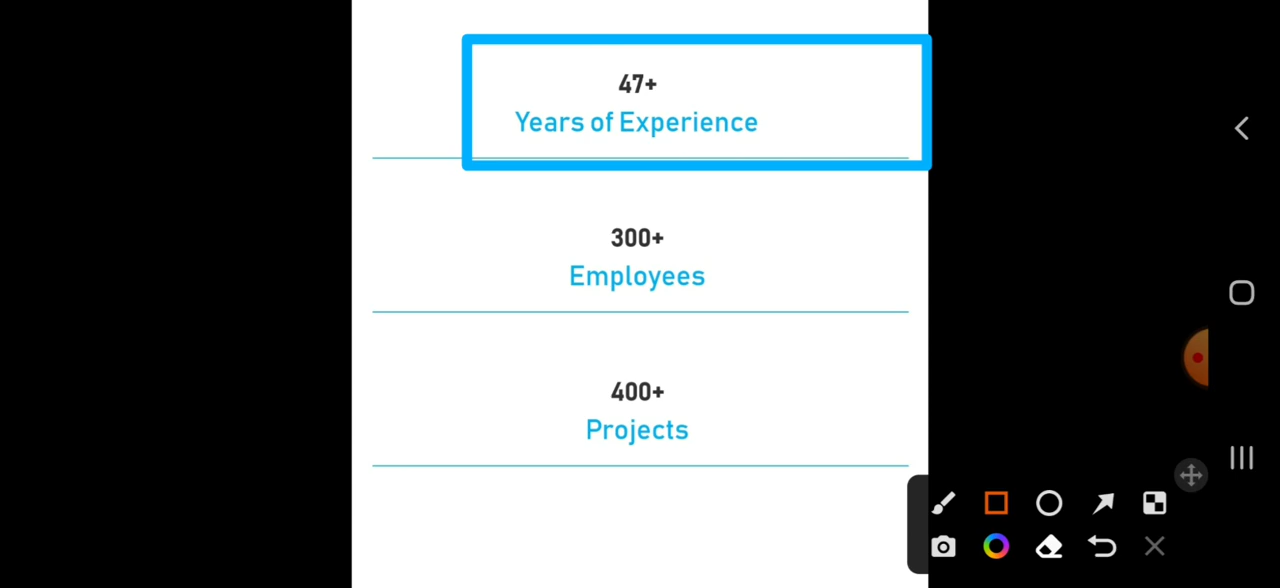 47+
Years of Experience
300+
Employees
400+
Projects